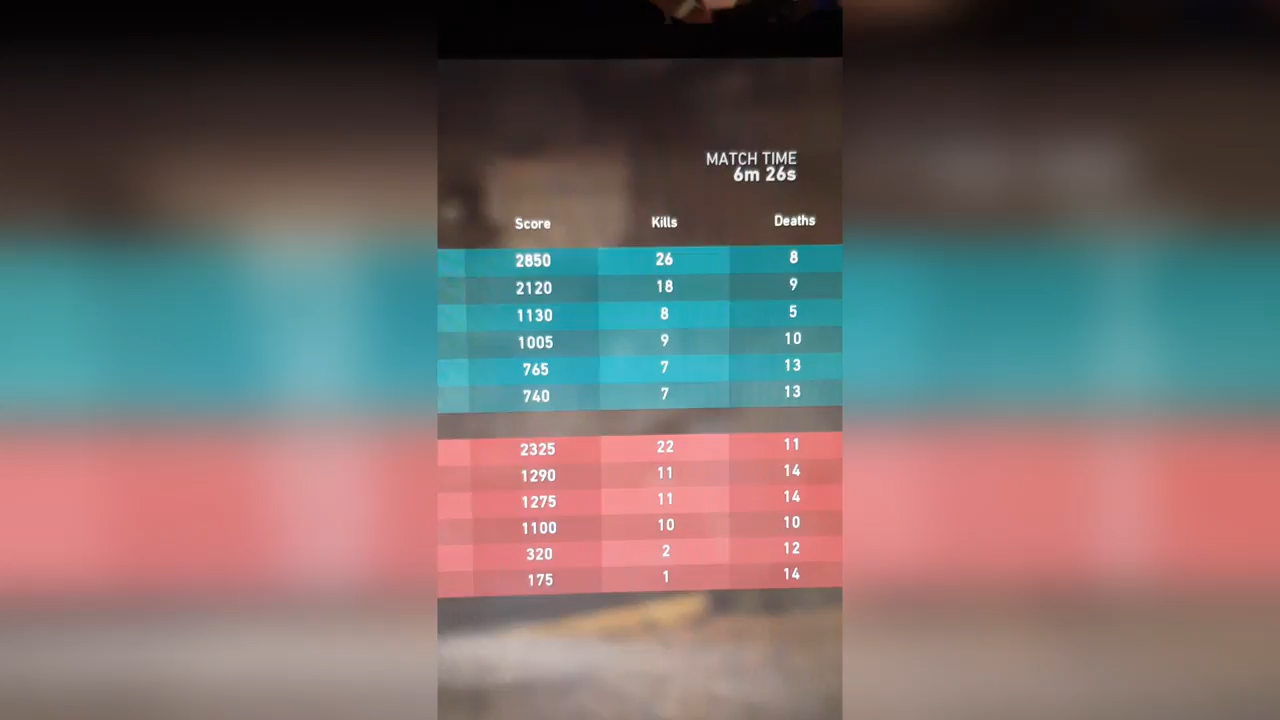 MATCH TIME
6m 26s
Score Kills Deaths
2850 26 8
2120 18 9
1130 8 5
1005 9 10
765 7 13
740 7 13
2325 22 11
1290 11 14
1275 11 14
1100 10 10
320 2 12
175 1 14